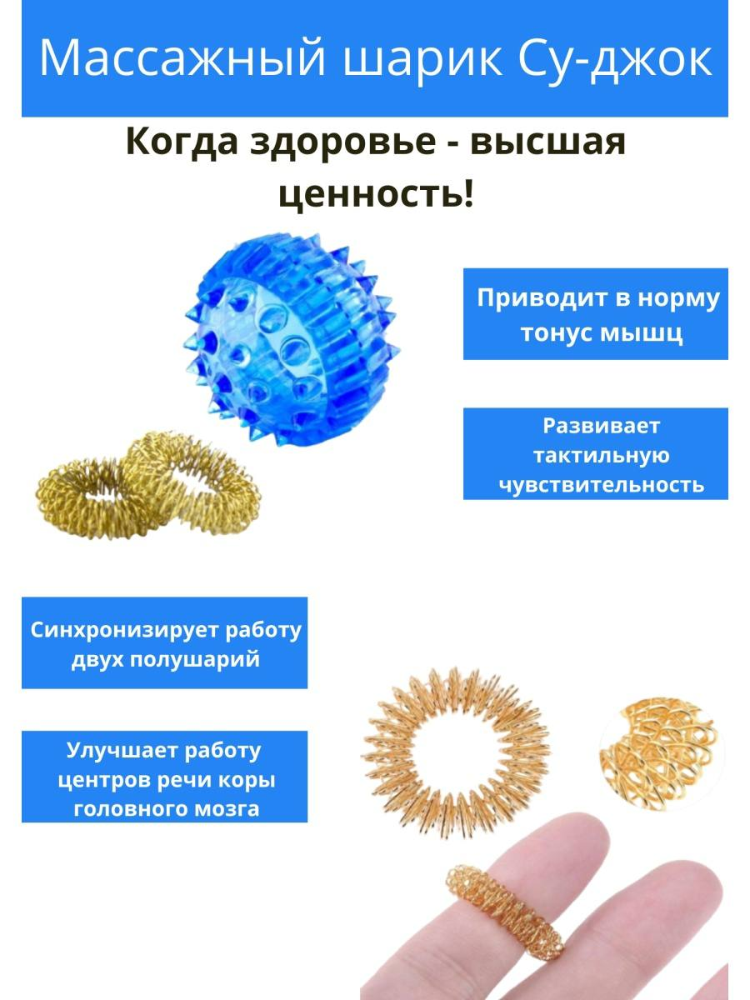 Массажный шарик Су-джок
Когда здоровье - высшая
ценность!
Приводит в норму
тонус мышц
Развивает
тактильную
чувствительность
Синхронизирует работу
двух полушарий
Улучшает работу
центров речи коры
головного мозга